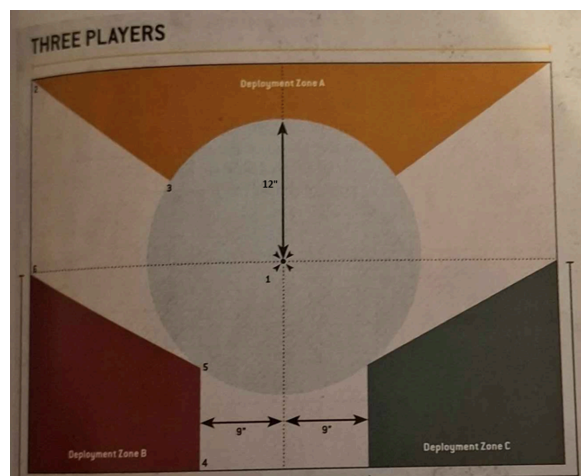 THREE PLAYERS
2
Deployment Zone A
3
12"
1
5
9"
9"
Deployment Zone B
Deployment Zone C
4